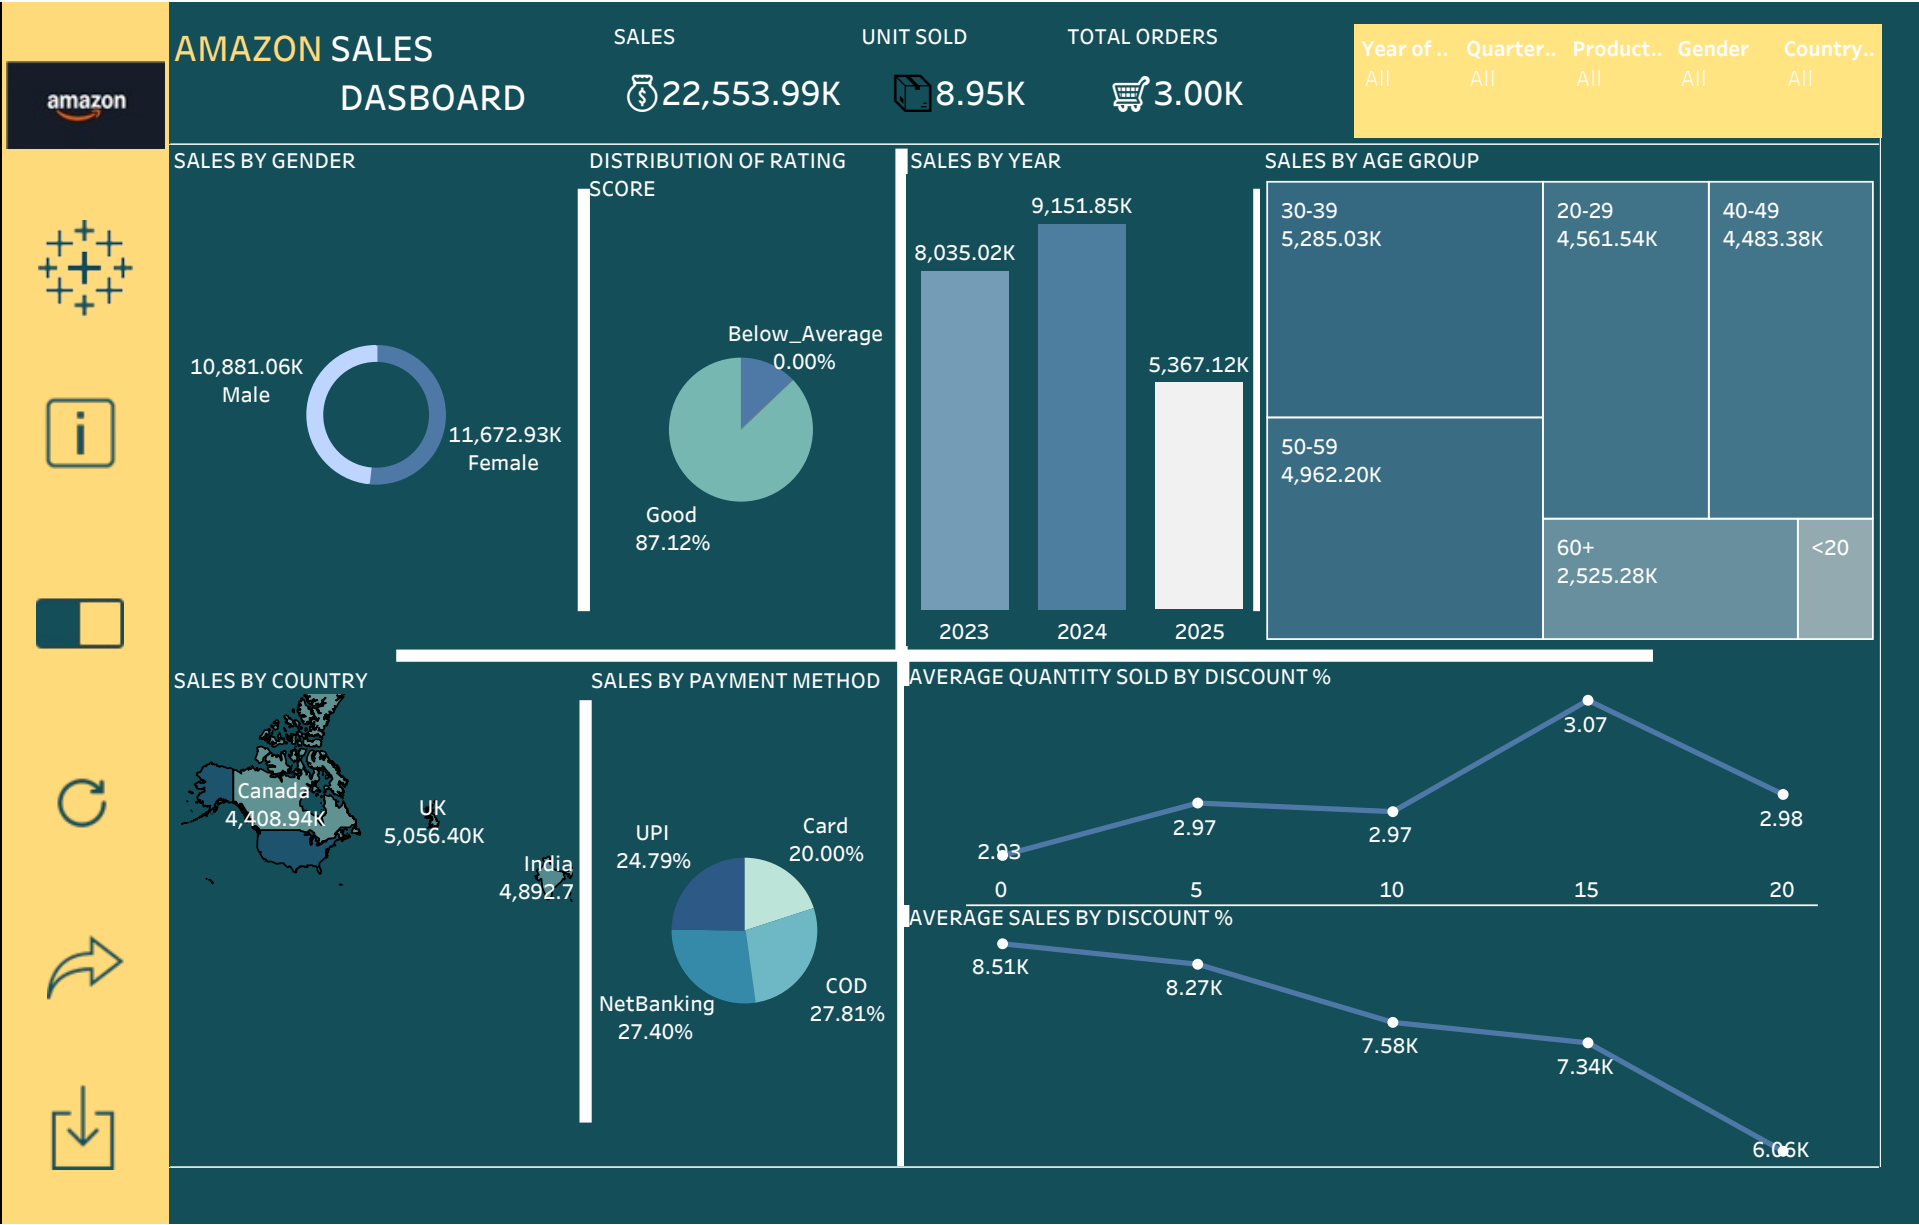 amazon
AMAZON SALES
DASBOARD
SALES
22,553.99K
UNIT SOLD
8.95K
TOTAL ORDERS
3.00K
Year of .. Quarter.. Product.. Gender Country..
All All All All All
SALES BY GENDER
10,881.06K
Male
11,672.93K
Female
DISTRIBUTION OF RATING
SCORE
Below_Average
0.00%
Good
87.12%
SALES BY YEAR
8,035.02K
9,151.85K
5,367.12K
2023 2024 2025
SALES BY AGE GROUP
30-39
5,285.03K
20-29
4,561.54K
40-49
4,483.38K
50-59
4,962.20K
60+
2,525.28K
<20
SALES BY COUNTRY
Canada
4,408.94K
UK
5,056.40K
India
4,892.7
SALES BY PAYMENT METHOD
UPI
24.79%
Card
20.00%
NetBanking
27.40%
COD
27.81%
AVERAGE QUANTITY SOLD BY DISCOUNT %
2.93
2.97
2.97
3.07
2.98
0 5 10 15 20
AVERAGE SALES BY DISCOUNT %
8.51K
8.27K
7.58K
7.34K
6.06K